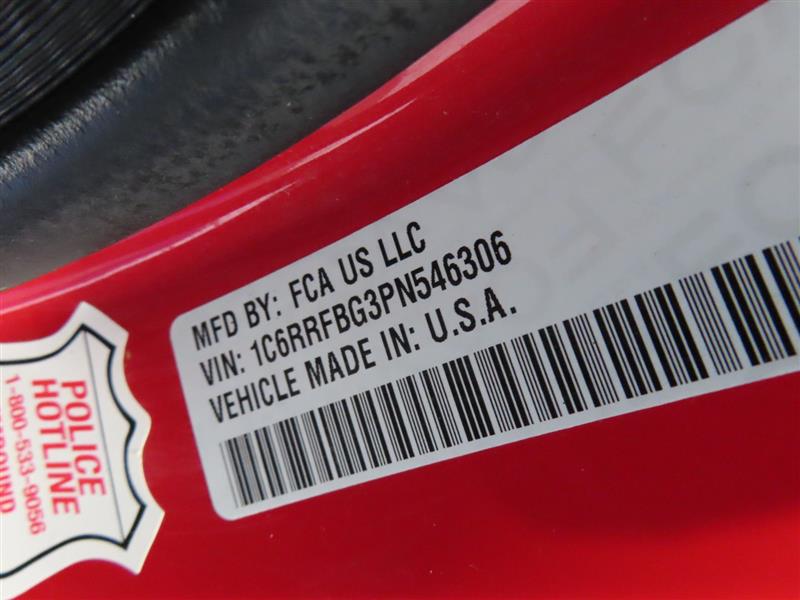 MFD BY: FCA US LLC
VIN: 1C6RRFBG3PN546306
VEHICLE MADE IN: U.S.A.
POLICE
HOTLINE
1-800-533-9056